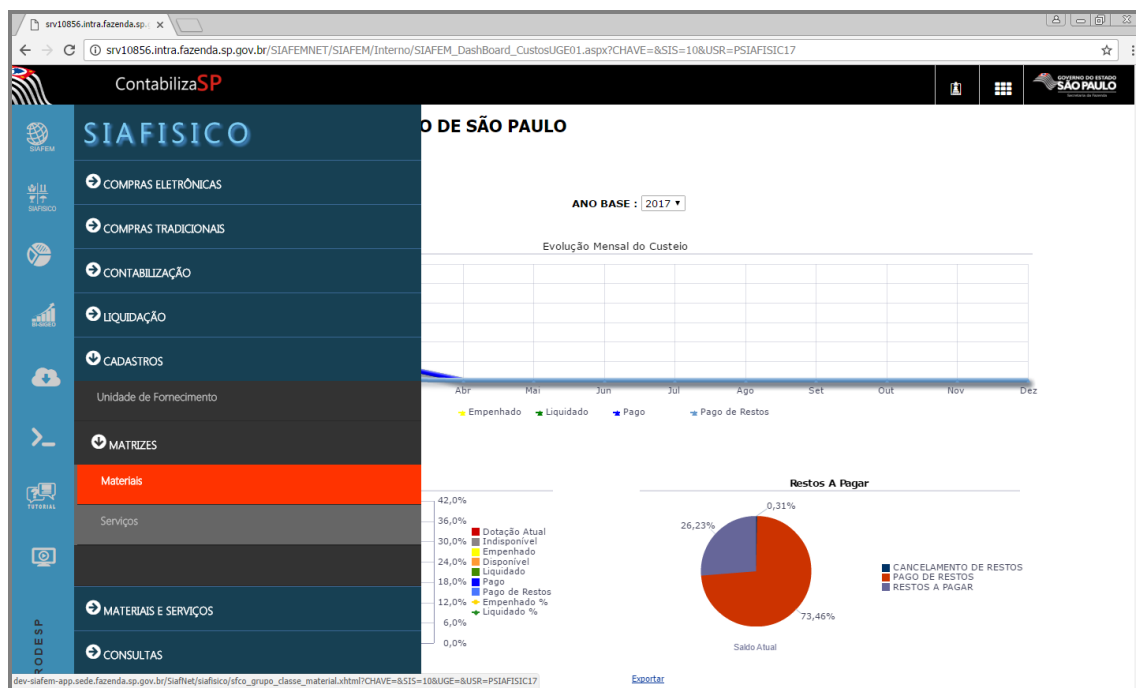 srv10856.intra.fazenda.sp.
srv10856.intra.fazenda.sp.gov.br/SIAFEMNET/SIAFEM/Interno/SIAFEM_DashBoard_CustosUGE01.aspx?CHAVE=&SIS=10&USR=PSIAFISIC17
ContabilizaSP
GOVERNO DO ESTADO
SÃO PAULO
Secretaria da Fazenda
SIAFEM
SIAFISICO
BI-SIGEO
TUTORIAL
RODESP
SIAFISICO
COMPRAS ELETRÔNICAS
COMPRAS TRADICIONAIS
CONTABILIZAÇÃO
LIQUIDAÇÃO
CADASTROS
Unidade de Fornecimento
MATRIZES
Materiais
Serviços
MATERIAIS E SERVIÇOS
CONSULTAS
O DE SÃO PAULO
ANO BASE : 2017
Evolução Mensal do Custeio
Abr Mai Jun Jul Ago Set Out Nov Dez
Empenhado Liquidado Pago Pago de Restos
42,0%
36,0%
30,0%
24,0%
18,0%
12,0%
6,0%
0,0%
Dotação Atual
Indisponível
Empenhado
Disponível
Liquidado
Pago
Pago de Restos
Empenhado %
Liquidado %
Restos A Pagar
0,31%
26,23%
73,46%
CANCELAMENTO DE RESTOS
PAGO DE RESTOS
RESTOS A PAGAR
Saldo Atual
Exportar
dev-siafem-app.sede.fazenda.sp.gov.br/SiafNet/siafisico/sfco_grupo_classe_material.xhtml?CHAVE=&SIS=10&UGE=&USR=PSIAFISIC17